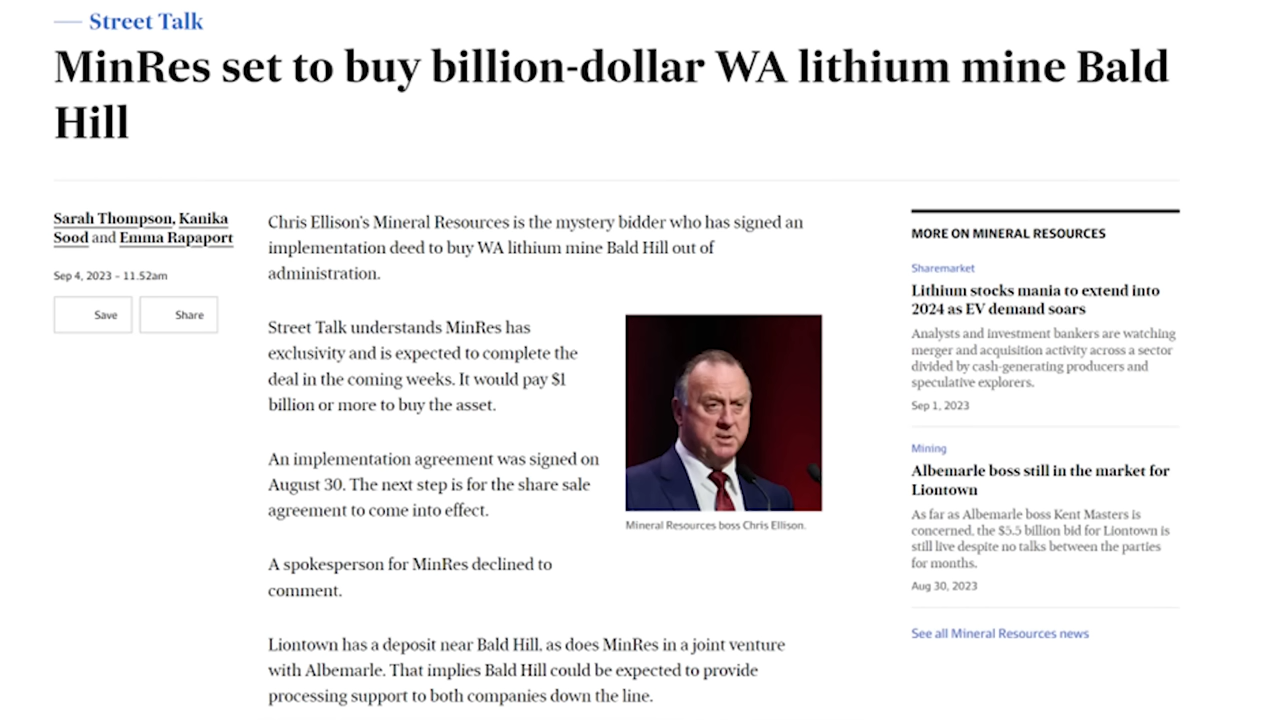 Street Talk
MinRes set to buy billion-dollar WA lithium mine Bald
Hill
Sarah Thompson, Kanika
Sood and Emma Rapaport
Sep 4, 2023 – 11.52am
Save
Share
Chris Ellison's Mineral Resources is the mystery bidder who has signed an
implementation deed to buy WA lithium mine Bald Hill out of
administration.
Street Talk understands MinRes has
exclusivity and is expected to complete the
deal in the coming weeks. It would pay $1
billion or more to buy the asset.
An implementation agreement was signed on
August 30. The next step is for the share sale
agreement to come into effect.
A spokesperson for MinRes declined to
comment.
Mineral Resources boss Chris Ellison.
Liontown has a deposit near Bald Hill, as does MinRes in a joint venture
with Albemarle. That implies Bald Hill could be expected to provide
processing support to both companies down the line.
MORE ON MINERAL RESOURCES
Sharemarket
Lithium stocks mania to extend into
2024 as EV demand soars
Analysts and investment bankers are watching
merger and acquisition activity across a sector
divided by cash-generating producers and
speculative explorers.
Sep 1, 2023
Mining
Albemarle boss still in the market for
Liontown
As far as Albemarle boss Kent Masters is
concerned, the $5.5 billion bid for Liontown is
still live despite no talks between the parties
for months.
Aug 30, 2023
See all Mineral Resources news